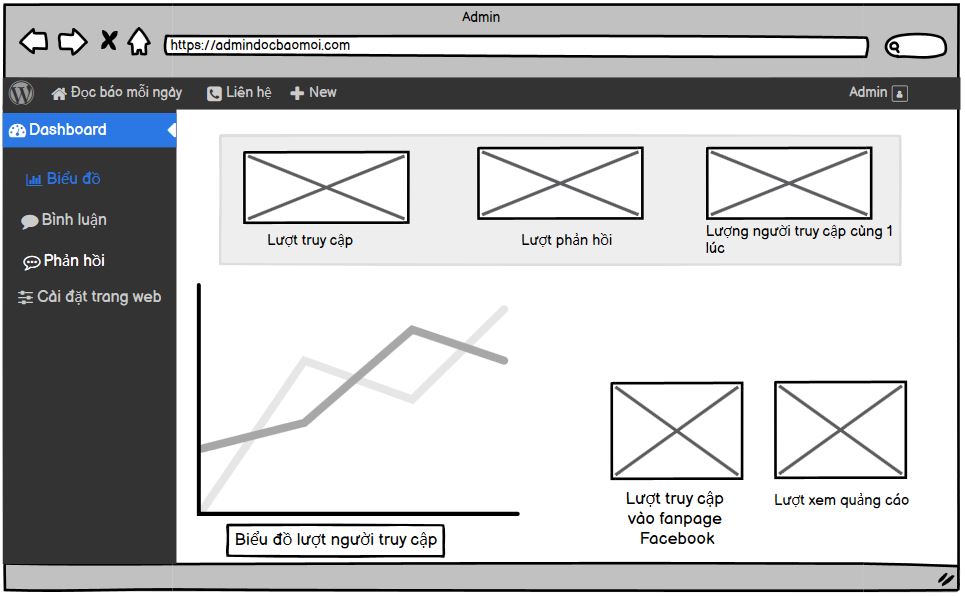 Admin
https://admindocbaomoi.com
Đọc báo mỗi ngày
Liên hệ
New
Admin
Dashboard
Biểu đồ
Bình luận
Phản hồi
Cài đặt trang web
Lượt truy cập
Lượt phản hồi
Lượng người truy cập cùng 1
lúc
Biểu đồ lượt người truy cập
Lượt truy cập
vào fanpage
Facebook
Lượt xem quảng cáo